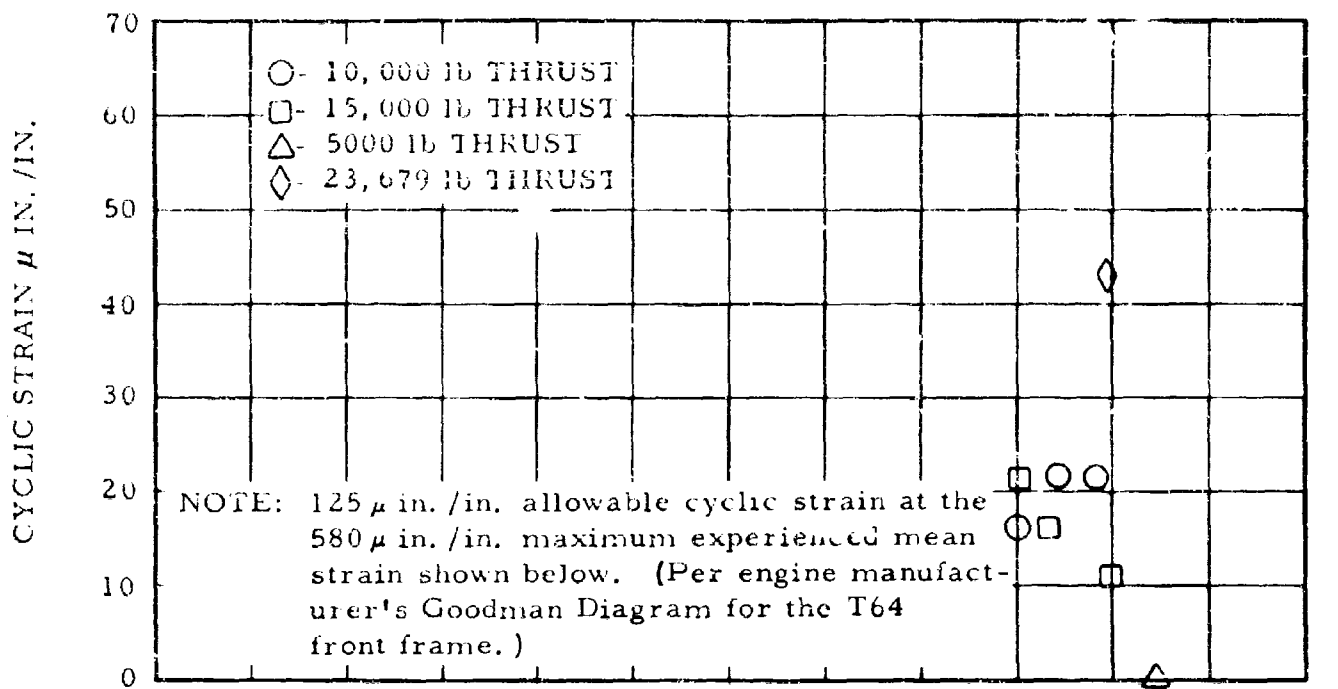 70
○- 10,000 lb THRUST
□- 15,000 lb THRUST
△- 5000 lb THRUST
◊- 23,679 lb THRUST
60
50
40
30
20
10
0
CYCLIC STRAIN μ IN./IN.
NOTE: 125 μ in./in. allowable cyclic strain at the
580 μ in./in. maximum experienced mean
strain shown below. (Per engine manufact-
urer's Goodman Diagram for the T64
front frame.)